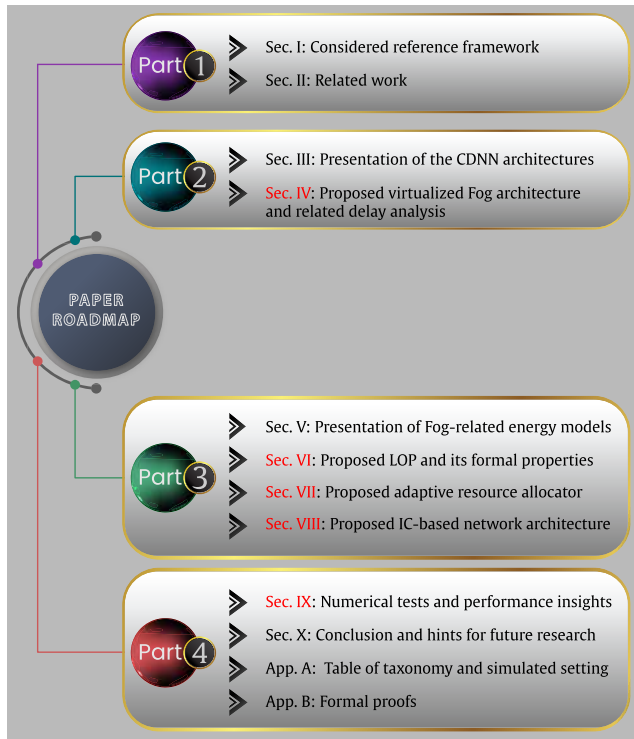 Part 1
Sec. I: Considered reference framework
Sec. II: Related work
Part 2
Sec. III: Presentation of the CDNN architectures
Sec. IV: Proposed virtualized Fog architecture
and related delay analysis
PAPER
ROADMAP
Part 3
Sec. V: Presentation of Fog-related energy models
Sec. VI: Proposed LOP and its formal properties
Sec. VII: Proposed adaptive resource allocator
Sec. VIII: Proposed IC-based network architecture
Part 4
Sec. IX: Numerical tests and performance insights
Sec. X: Conclusion and hints for future research
App. A: Table of taxonomy and simulated setting
App. B: Formal proofs